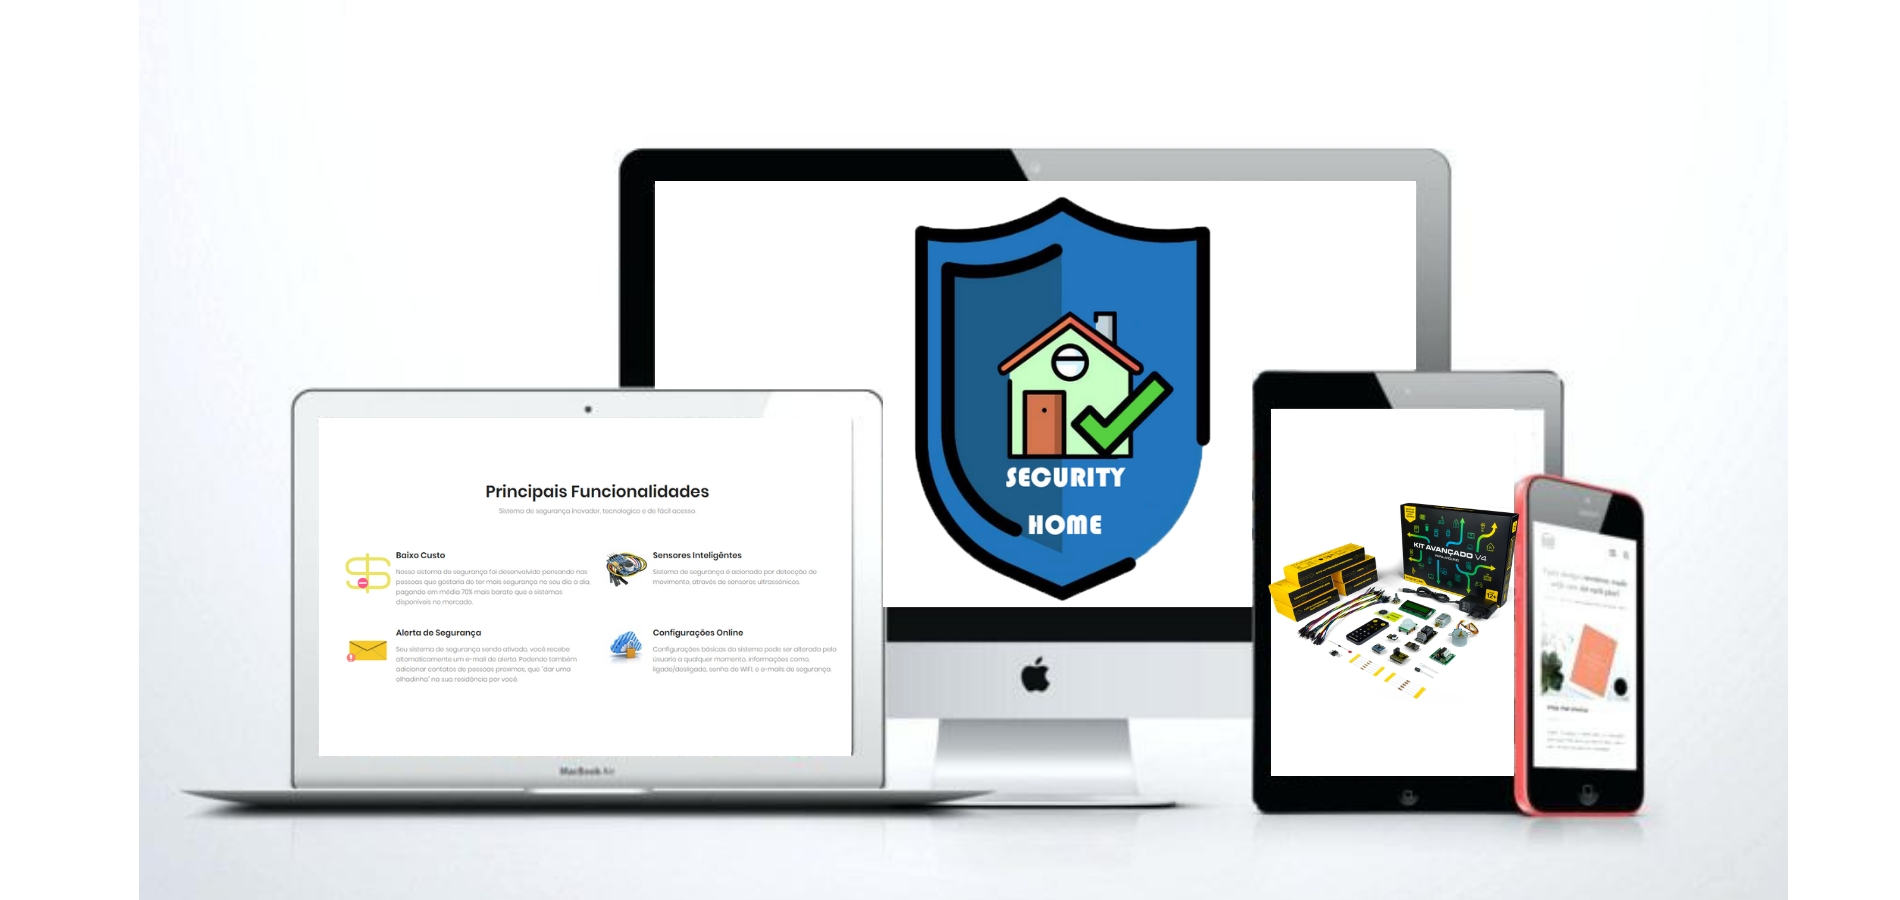 SECURITY
HOME
Principais Funcionalidades
Sistema de segurança inovador, tecnologico e de fácil acesso.
Baixo Custo
Nosso sistema de segurança foi desenvolvido pensando nas
pessoas que gostaria de ter mais segurança no seu dia a dia,
pagando em média 70% mais barato que o sistemas
disponíveis no mercado.
Sensores Inteligêntes
Sistema de segurança é acionado por detecção de
movimento, através de sensores ultrassônicos.
Alerta de Segurança
Seu sistema de segurança sendo ativado, você recebe
altomaticamente um e-mail de alerta. Podendo também
adicionar contatos de pessoas proximas, que "dar uma
olhadinha" na sua residência por você.
Configurações Online
Configurações básicas do sistema pode ser alterada pelo
usuario a qualquer momento, informações como,
ligado/desligado, senha de WiFi, e e-mails de segurança.
MacBook Air
KIT AVANÇADO V4
12+